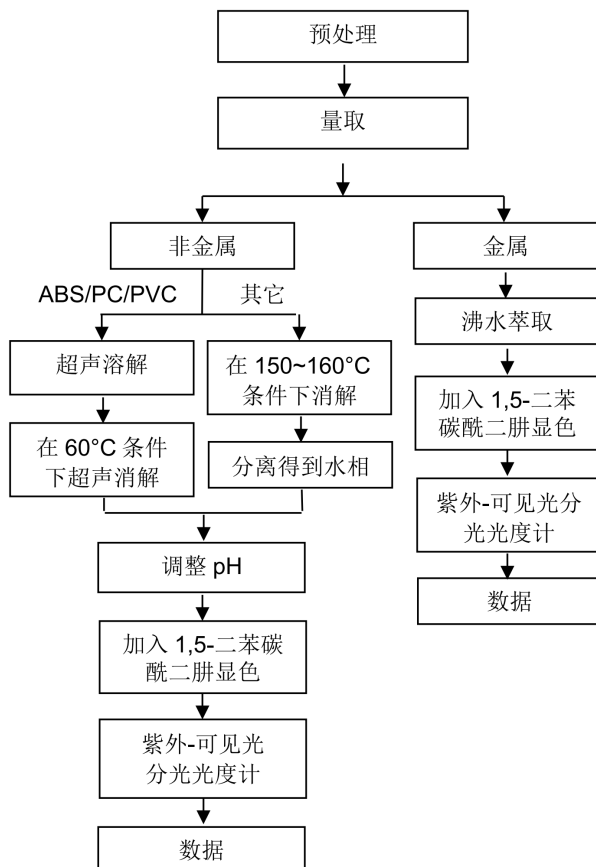 预处理
量取
非金属
金属
ABS/PC/PVC
其它
超声溶解
在 150~160°C
条件下消解
沸水萃取
在 60°C 条件
下超声消解
分离得到水相
加入 1,5-二苯
碳酰二肼显色
紫外-可见光分
光光度计
调整 pH
数据
加入 1,5-二苯碳
酰二肼显色
紫外-可见光
分光光度计
数据